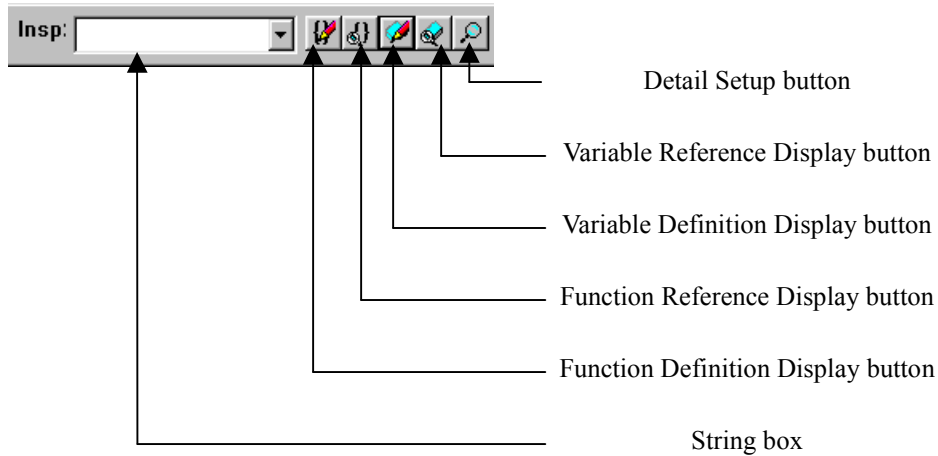 Insp:
Detail Setup button
Variable Reference Display button
Variable Definition Display button
Function Reference Display button
Function Definition Display button
String box